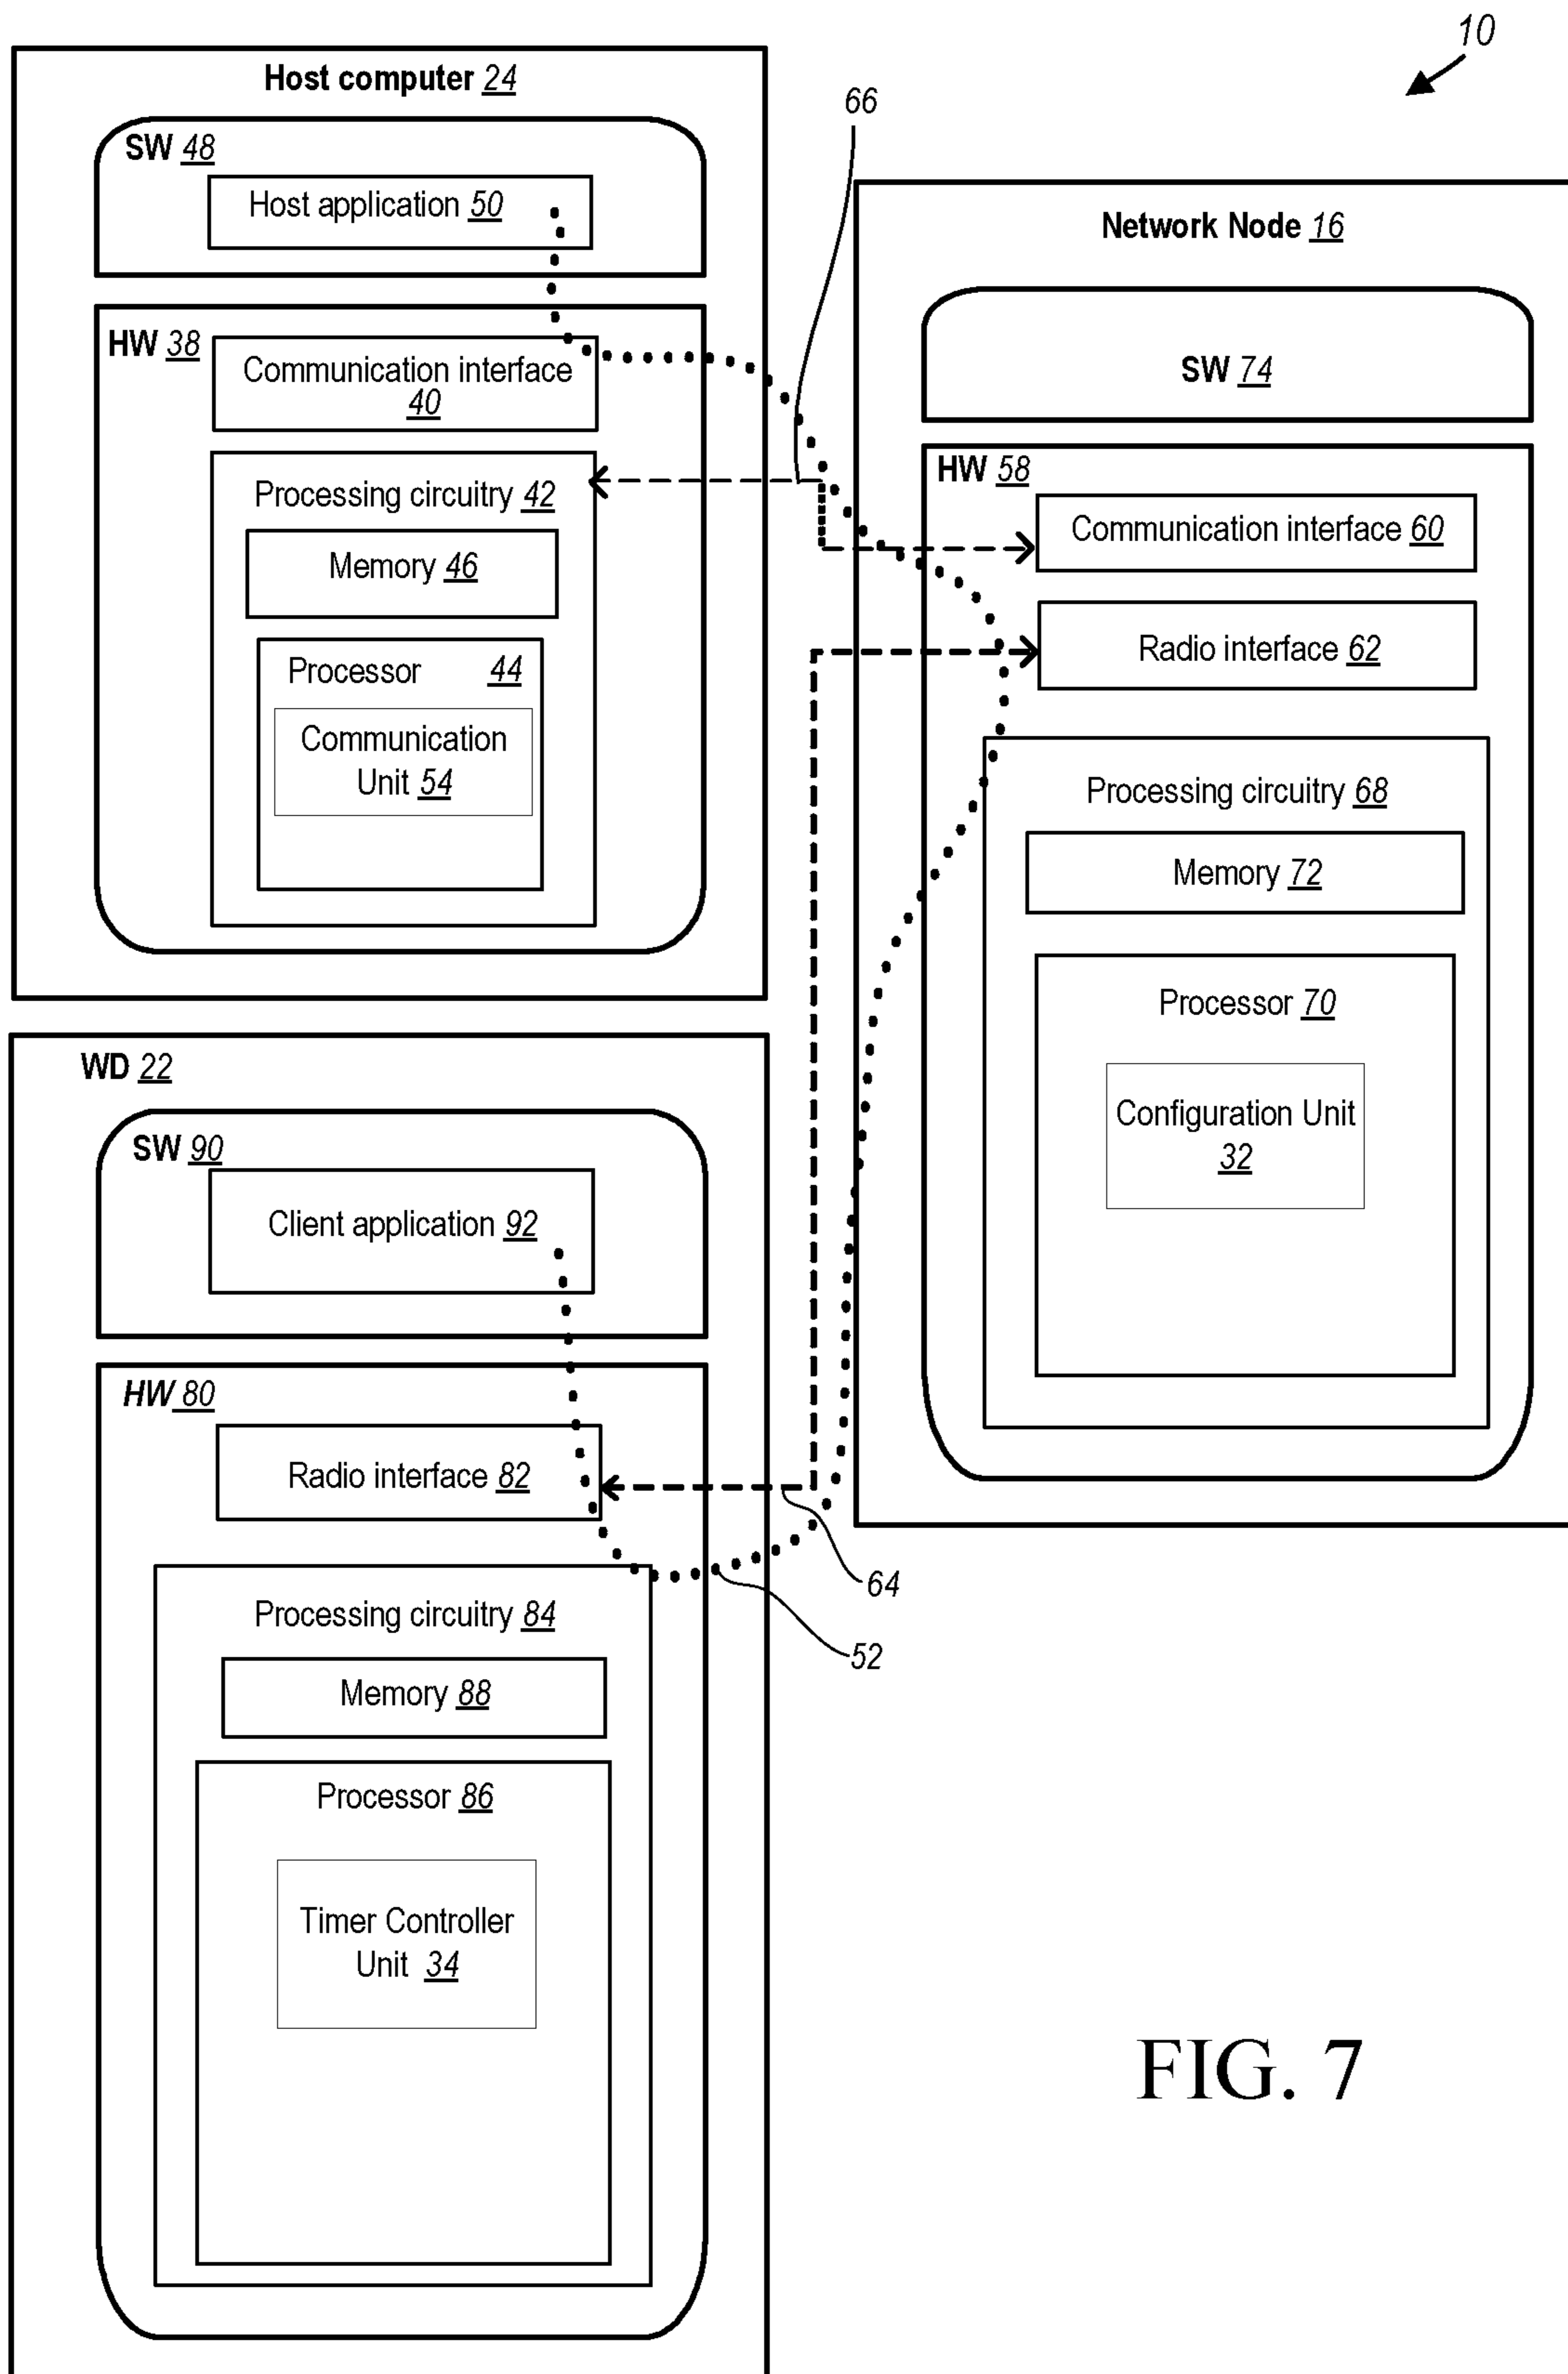 10
Host computer 24
SW 48
Host application 50
HW 38
Communication interface
40
Processing circuitry 42
Memory 46
Processor 44
Communication
Unit 54
66
Network Node 16
SW 74
HW 58
Communication interface 60
Radio interface 62
Processing circuitry 68
Memory 72
Processor 70
Configuration Unit
32
WD 22
SW 90
Client application 92
HW 80
Radio interface 82
64
52
Processing circuitry 84
Memory 88
Processor 86
Timer Controller
Unit 34
FIG. 7